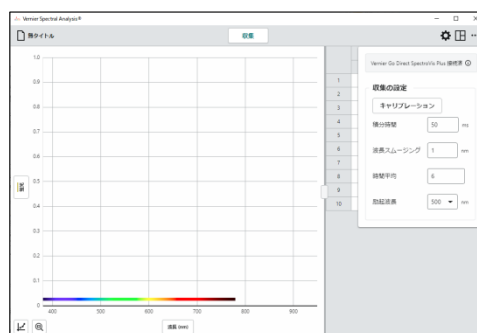 Vernier Spectral Analysis®
無タイトル
収集
Vernier Go Direct SpectroVis Plus 接続済
収集の設定
キャリブレーション
積分時間 50 ms
波長スムージング 1 nm
時間平均 6
励起波長 500 nm
1
2
3
4
5
6
7
8
9
10
1.0
0.9
0.8
0.7
0.6
0.5
0.4
0.3
0.2
0.1
0
400 500 600 700 800 900
波長 (nm)